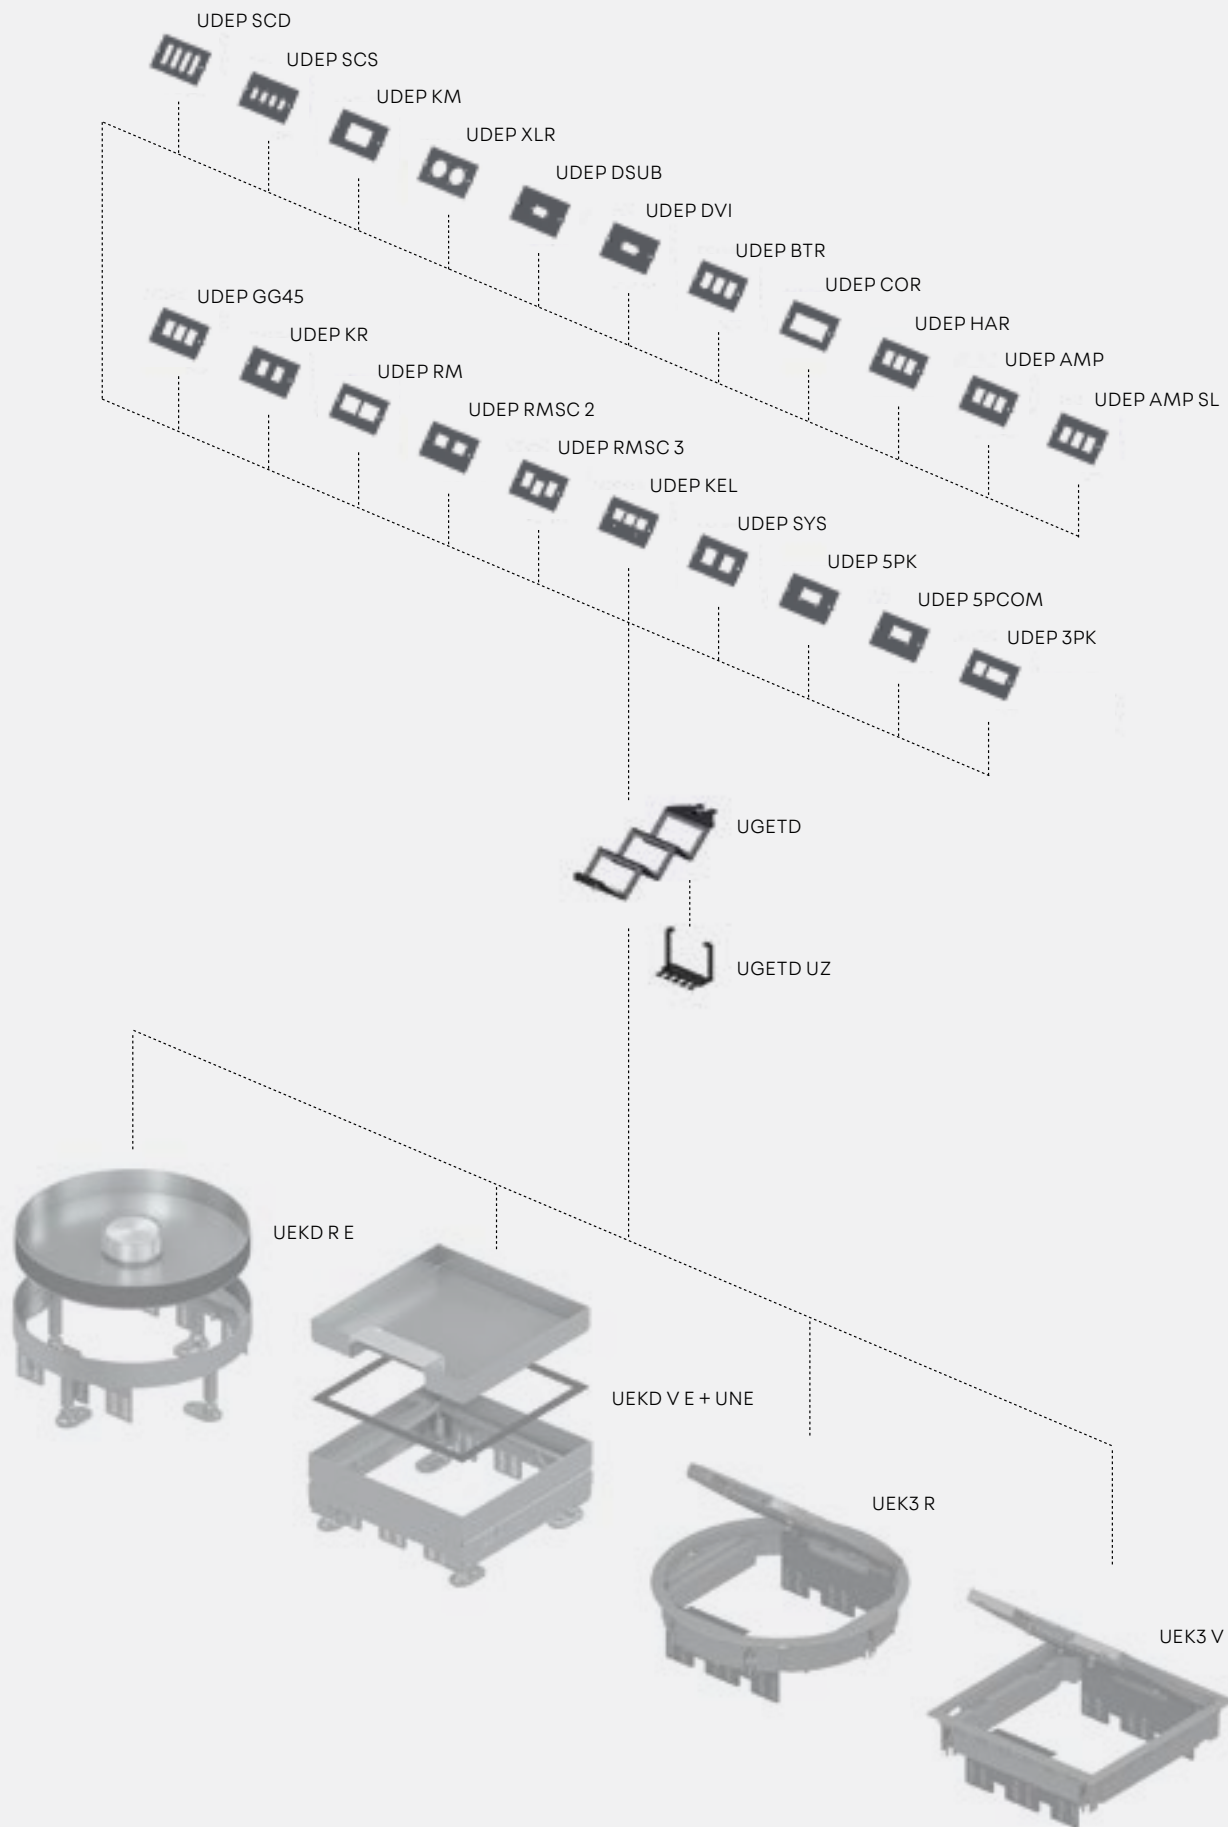 UDEP SCD
UDEP SCS
UDEP KM
UDEP XLR
UDEP DSUB
UDEP DVI
UDEP BTR
UDEP COR
UDEP HAR
UDEP AMP
UDEP AMP SL
UDEP GG45
UDEP KR
UDEP RM
UDEP RMSC 2
UDEP RMSC 3
UDEP KEL
UDEP SYS
UDEP 5PK
UDEP 5PCOM
UDEP 3PK
UGETD
UGETD UZ
UEKD R E
UEKD V E + UNE
UEK3 R
UEK3 V